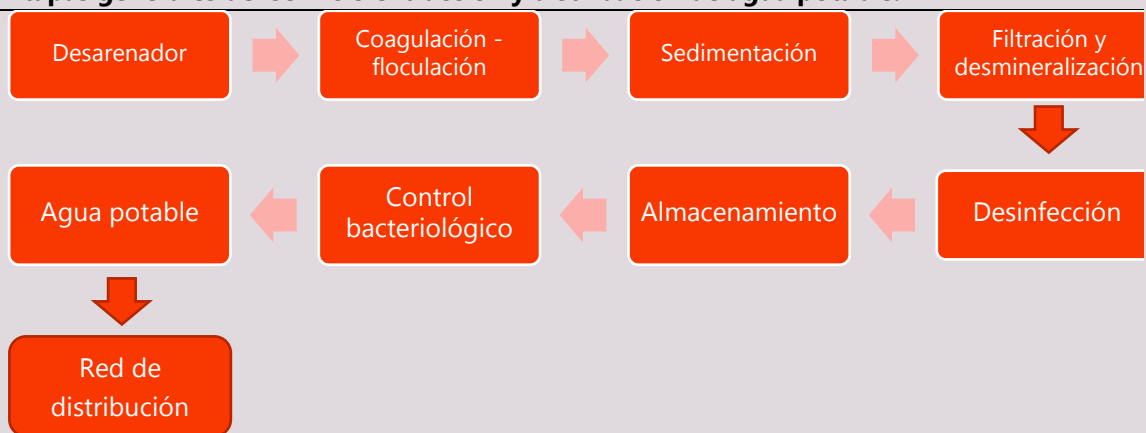 Desarenador
Coagulación -
floculación
Sedimentación
Filtración y
desmineralización
Desinfección
Almacenamiento
Control
bacteriológico
Agua potable
Red de
distribución